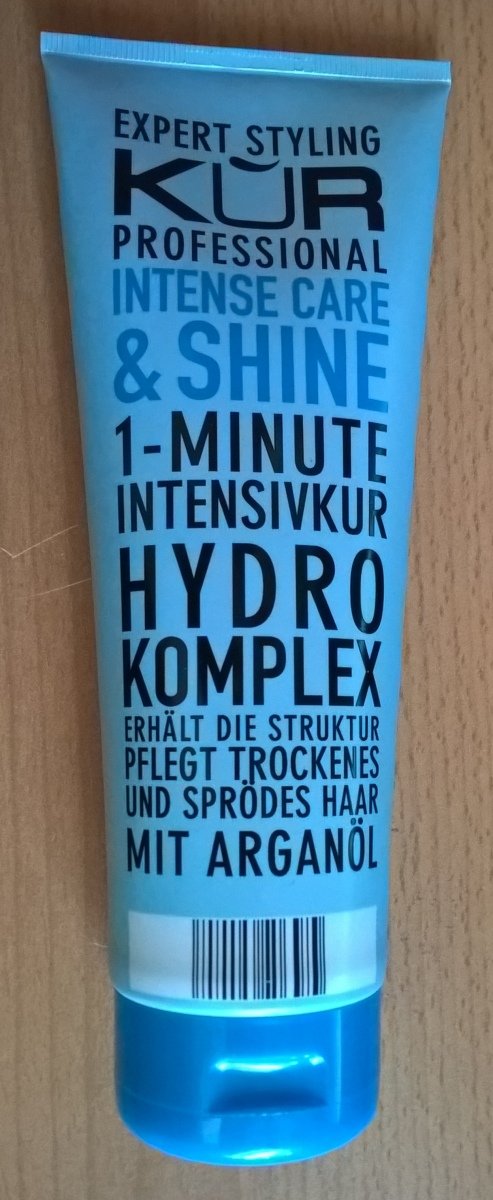 EXPERT STYLING
KŪR
PROFESSIONAL
INTENSE CARE
& SHINE
1-MINUTE
INTENSIVKUR
HYDRO
KOMPLEX
ERHÄLT DIE STRUKTUR
PFLEGT TROCKENES
UND SPRÖDES HAAR
MIT ARGANÖL